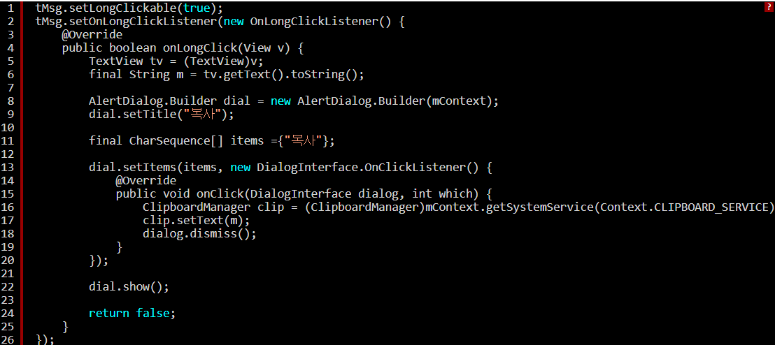 ?
1 tMsg.setLongClickable(true);
2 tMsg.setOnLongClickListener(new OnLongClickListener() {
3     @Override
4     public boolean onLongClick(View v) {
5         TextView tv = (TextView)v;
6         final String m = tv.getText().toString();
7
8         AlertDialog.Builder dial = new AlertDialog.Builder(mContext);
9         dial.setTitle("복사");
10
11         final CharSequence[] items ={"복사"};
12
13         dial.setItems(items, new DialogInterface.OnClickListener() {
14             @Override
15             public void onClick(DialogInterface dialog, int which) {
16                 ClipboardManager clip = (ClipboardManager)mContext.getSystemService(Context.CLIPBOARD_SERVICE)
17                 clip.setText(m);
18                 dialog.dismiss();
19             }
20         });
21
22         dial.show();
23
24         return false;
25     }
26 });